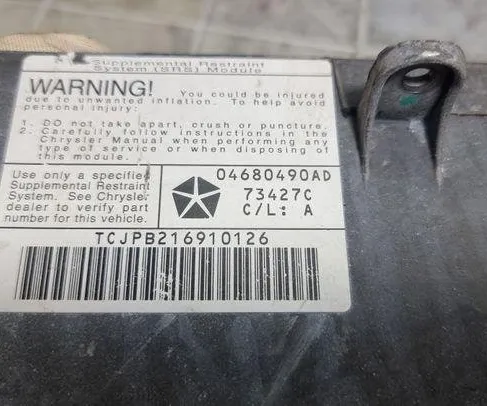 Supplemental Restraint
System (SRS) Module
WARNING! You could be injured
due to unwanted inflation. To help avoid
personal injury:
1. Do not take apart, crush or puncture.
2. Carefully follow instructions in the
Chrysler Manual when performing any
type of service or when disposing of
this module.
Use only a specified
Supplemental Restraint
System. See Chrysler
dealer to verify part
number for this vehicle.
04680490AD
73427C
C/L: A
TCJPB216910126